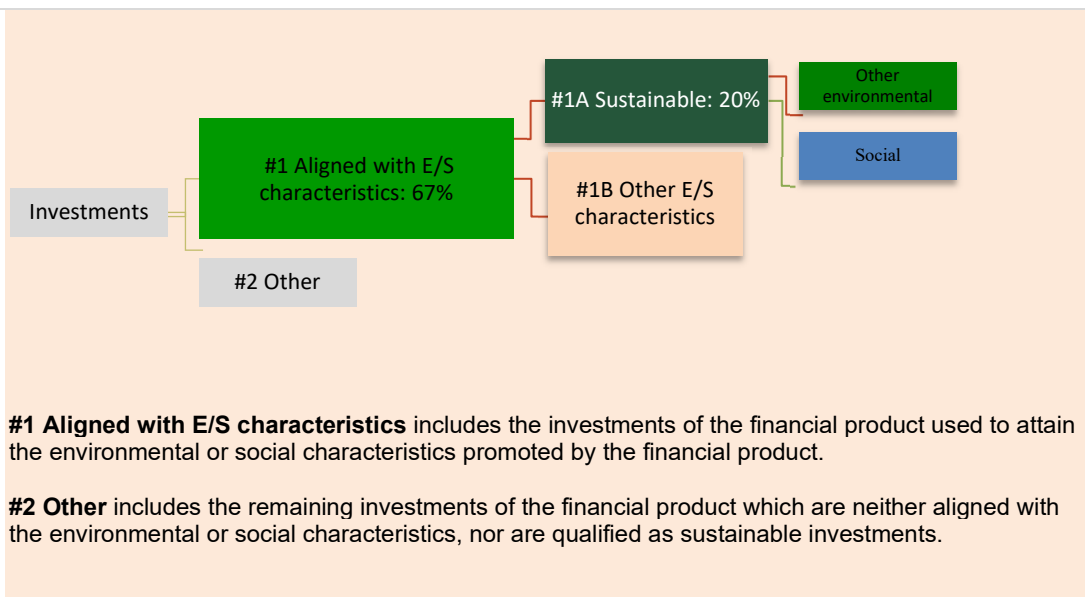 Investments
#1 Aligned with E/S
characteristics: 67%
#2 Other
#1A Sustainable: 20%
#1B Other E/S
characteristics
Other
environmental
Social
#1 Aligned with E/S characteristics includes the investments of the financial product used to attain
the environmental or social characteristics promoted by the financial product.
#2 Other includes the remaining investments of the financial product which are neither aligned with
the environmental or social characteristics, nor are qualified as sustainable investments.